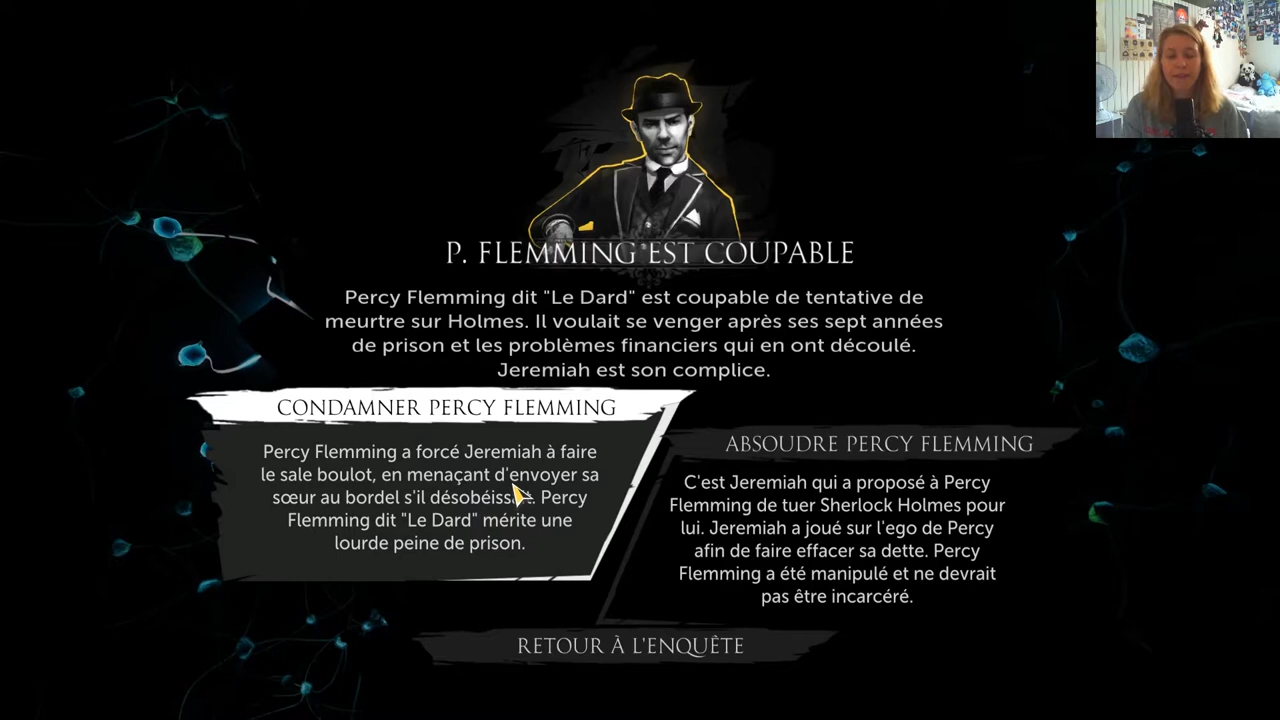 P. FLEMMING EST COUPABLE
Percy Flemming dit "Le Dard" est coupable de tentative de
meurtre sur Holmes. Il voulait se venger après ses sept années
de prison et les problèmes financiers qui en ont découlé.
Jeremiah est son complice.
CONDAMNER PERCY FLEMMING
Percy Flemming a forcé Jeremiah à faire
le sale boulot, en menaçant d'envoyer sa
sœur au bordel s'il désobéissait. Percy
Flemming dit "Le Dard" mérite une
lourde peine de prison.
ABSOUDRE PERCY FLEMMING
C'est Jeremiah qui a proposé à Percy
Flemming de tuer Sherlock Holmes pour
lui. Jeremiah a joué sur l'ego de Percy
afin de faire effacer sa dette. Percy
Flemming a été manipulé et ne devrait
pas être incarcéré.
RETOUR À L'ENQUÊTE